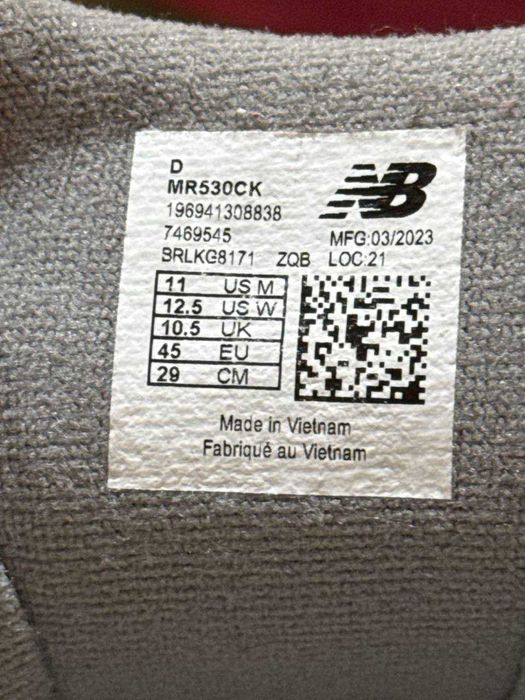 D
MR530CK
NB
196941308838
7469545 MFG:03/2023
BRLKG8171 ZQB LOC:21
11 US M
12.5 US W
10.5 UK
45 EU
29 CM
Made in Vietnam
Fabriqué au Vietnam